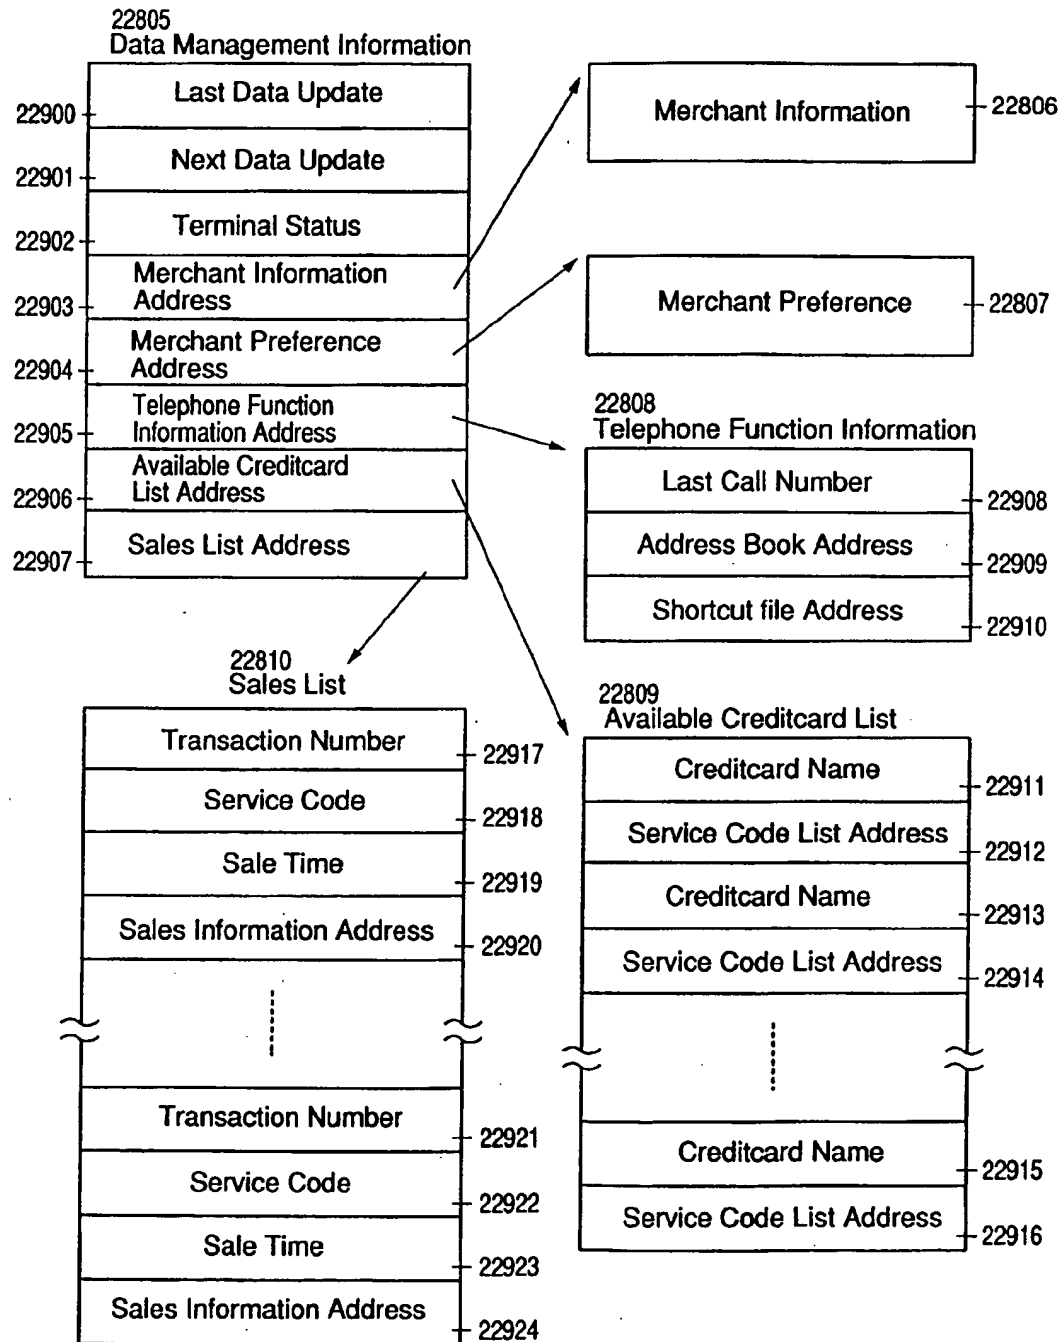 22805
Data Management Information
Last Data Update
22900
Next Data Update
22901
Terminal Status
22902
Merchant Information
Address
22903
Merchant Preference
Address
22904
Telephone Function
Information Address
22905
Available Creditcard
List Address
22906
Sales List Address
22907
Merchant Information
22806
Merchant Preference
22807
22808
Telephone Function Information
Last Call Number
22908
Address Book Address
22909
Shortcut file Address
22910
22810
Sales List
Transaction Number
22917
Service Code
22918
Sale Time
22919
Sales Information Address
22920
Transaction Number
22921
Service Code
22922
Sale Time
22923
Sales Information Address
22924
22809
Available Creditcard List
Creditcard Name
22911
Service Code List Address
22912
Creditcard Name
22913
Service Code List Address
22914
Creditcard Name
22915
Service Code List Address
22916